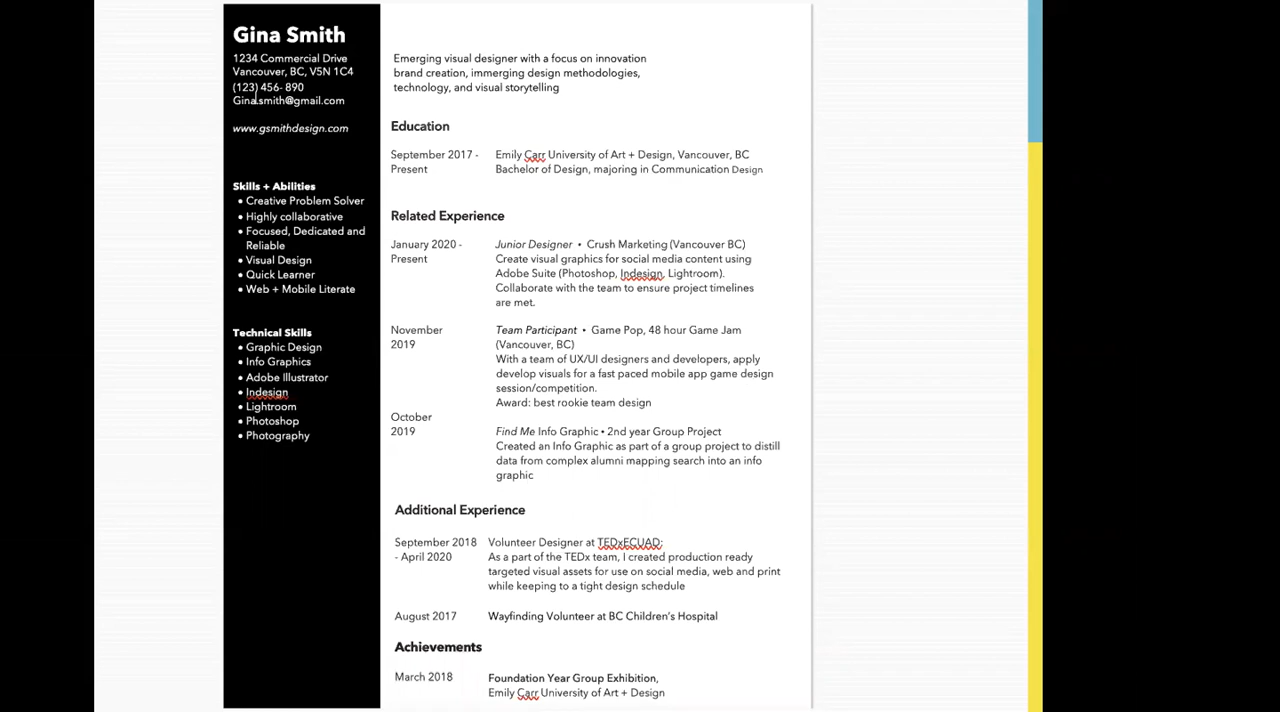 Gina Smith
1234 Commercial Drive
Vancouver, BC, V5N 1C4
(123) 456- 890
Gina.smith@gmail.com
www.gsmithdesign.com
Skills + Abilities
• Creative Problem Solver
• Highly collaborative
• Focused, Dedicated and
Reliable
• Visual Design
• Quick Learner
• Web + Mobile Literate
Technical Skills
• Graphic Design
• Info Graphics
• Adobe Illustrator
• Indesign
• Lightroom
• Photoshop
• Photography
Emerging visual designer with a focus on innovation
brand creation, immerging design methodologies,
technology, and visual storytelling
Education
September 2017 -
Present
Emily Carr University of Art + Design, Vancouver, BC
Bachelor of Design, majoring in Communication Design
Related Experience
January 2020 -
Present
Junior Designer • Crush Marketing (Vancouver BC)
Create visual graphics for social media content using
Adobe Suite (Photoshop, Indesign, Lightroom).
Collaborate with the team to ensure project timelines
are met.
November
2019
Team Participant • Game Pop, 48 hour Game Jam
(Vancouver, BC)
With a team of UX/UI designers and developers, apply
develop visuals for a fast paced mobile app game design
session/competition.
Award: best rookie team design
October
2019
Find Me Info Graphic • 2nd year Group Project
Created an Info Graphic as part of a group project to distill
data from complex alumni mapping search into an info
graphic
Additional Experience
September 2018
- April 2020
Volunteer Designer at TEDxECUAD;
As a part of the TEDx team, I created production ready
targeted visual assets for use on social media, web and print
while keeping to a tight design schedule
August 2017
Wayfinding Volunteer at BC Children's Hospital
Achievements
March 2018
Foundation Year Group Exhibition,
Emily Carr University of Art + Design